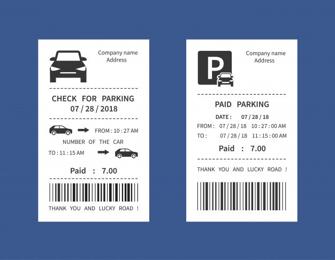 Company name
Address
CHECK FOR PARKING
07 / 28 / 2018
FROM : 10 : 27 AM
NUMBER OF THE CAR
TO : 11 : 15 AM
Paid : 7.00
THANK YOU AND LUCKY ROAD !
P
Company name
Address
PAID PARKING
DATE : 07 / 28 / 18
FROM : 07 / 28 / 18 10 : 27 : 00 AM
TO : 07 / 28 / 18 11 : 15 : 00 AM
Paid : 7.00
THANK YOU AND LUCKY ROAD !